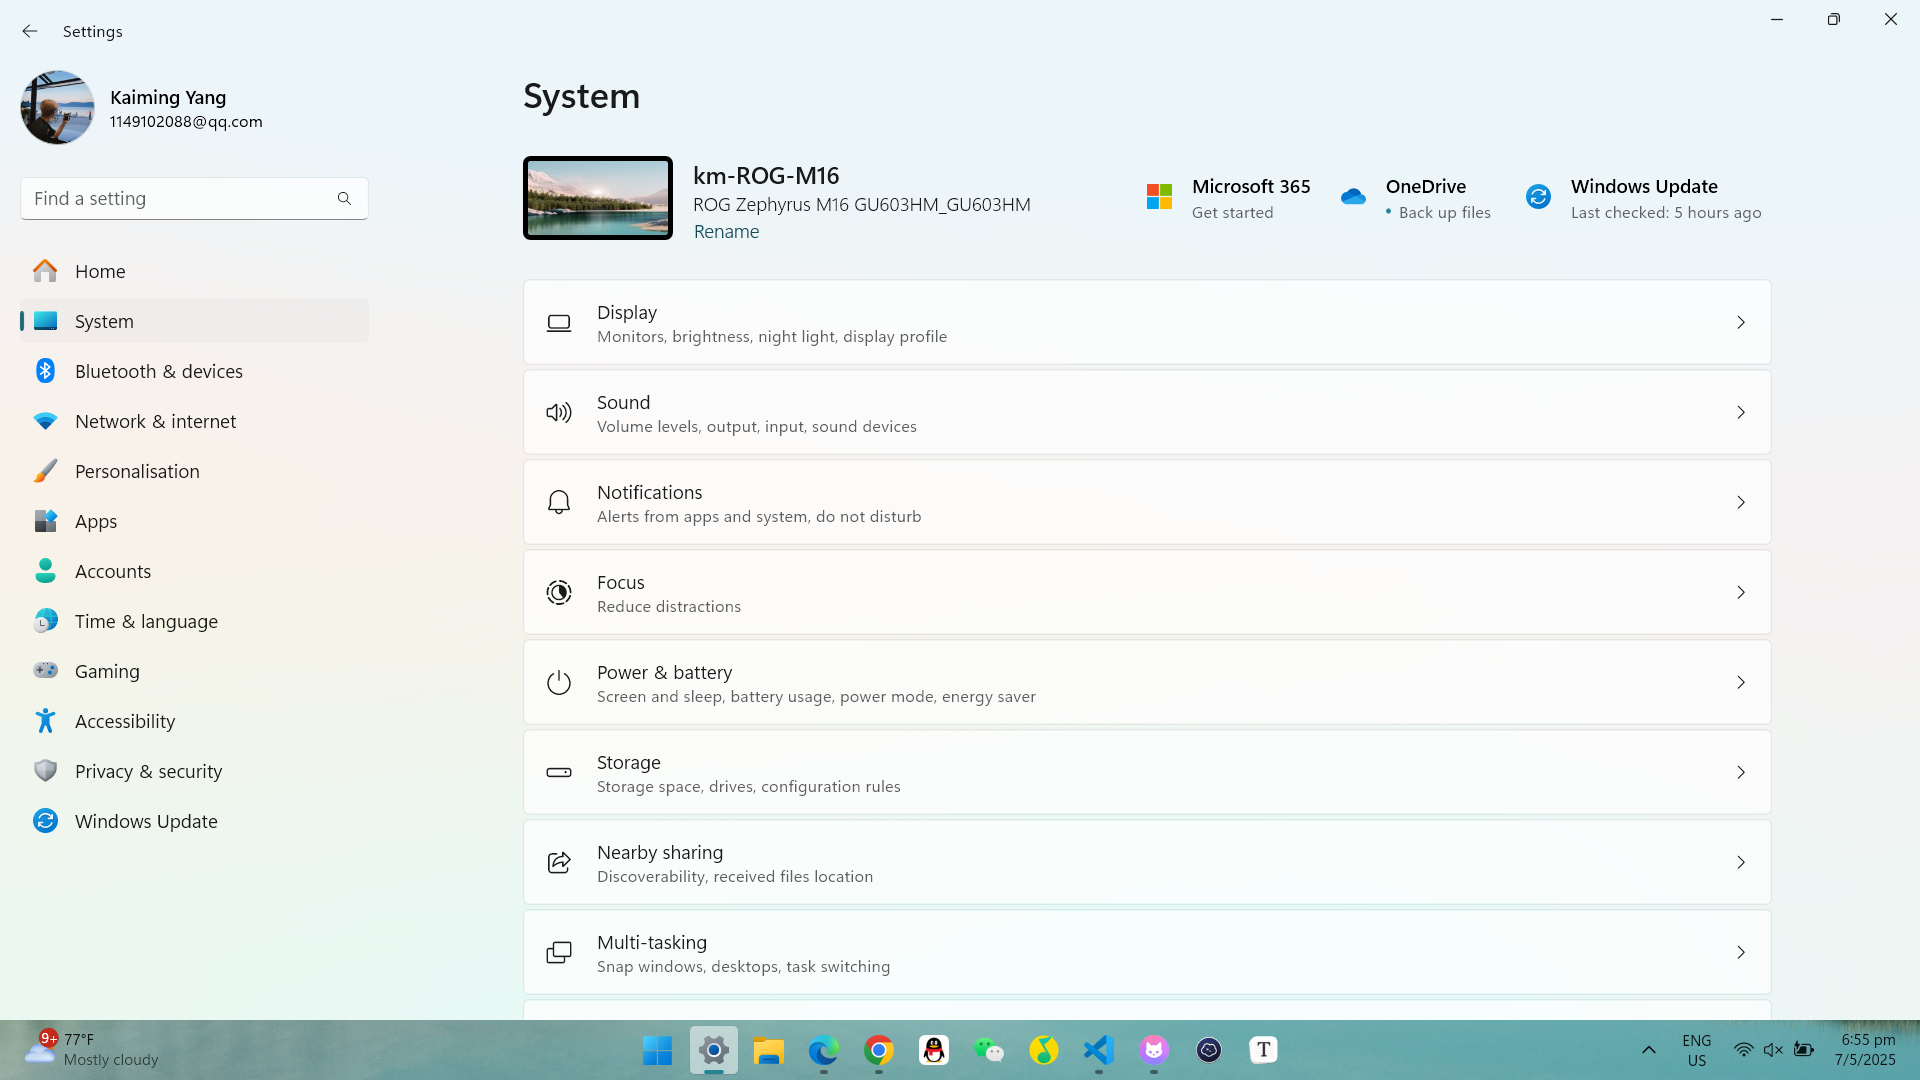 Settings
Kaiming Yang
1149102088@qq.com
Find a setting
Home
System
Bluetooth & devices
Network & internet
Personalisation
Apps
Accounts
Time & language
Gaming
Accessibility
Privacy & security
Windows Update
System
km-ROG-M16
ROG Zephyrus M16 GU603HM_GU603HM
Rename
Microsoft 365
Get started
OneDrive
• Back up files
Windows Update
Last checked: 5 hours ago
Display
Monitors, brightness, night light, display profile
Sound
Volume levels, output, input, sound devices
Notifications
Alerts from apps and system, do not disturb
Focus
Reduce distractions
Power & battery
Screen and sleep, battery usage, power mode, energy saver
Storage
Storage space, drives, configuration rules
Nearby sharing
Discoverability, received files location
Multi-tasking
Snap windows, desktops, task switching
9+
77°F
Mostly cloudy
T
ENG
US
6:55 pm
7/5/2025